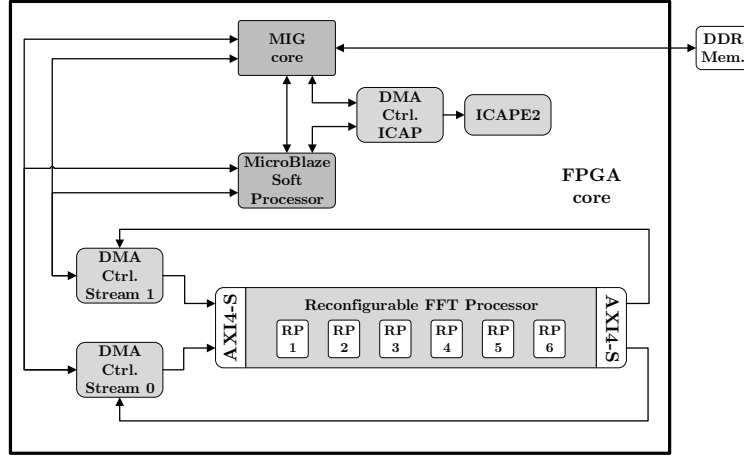 MIG
core
DDR
Mem.
DMA
Ctrl.
ICAP
ICAPE2
MicroBlaze
Soft
Processor
FPGA
core
DMA
Ctrl.
Stream 1
AXI4-S
Reconfigurable FFT Processor
AXI4-S
RP
1
RP
2
RP
3
RP
4
RP
5
RP
6
DMA
Ctrl.
Stream 0